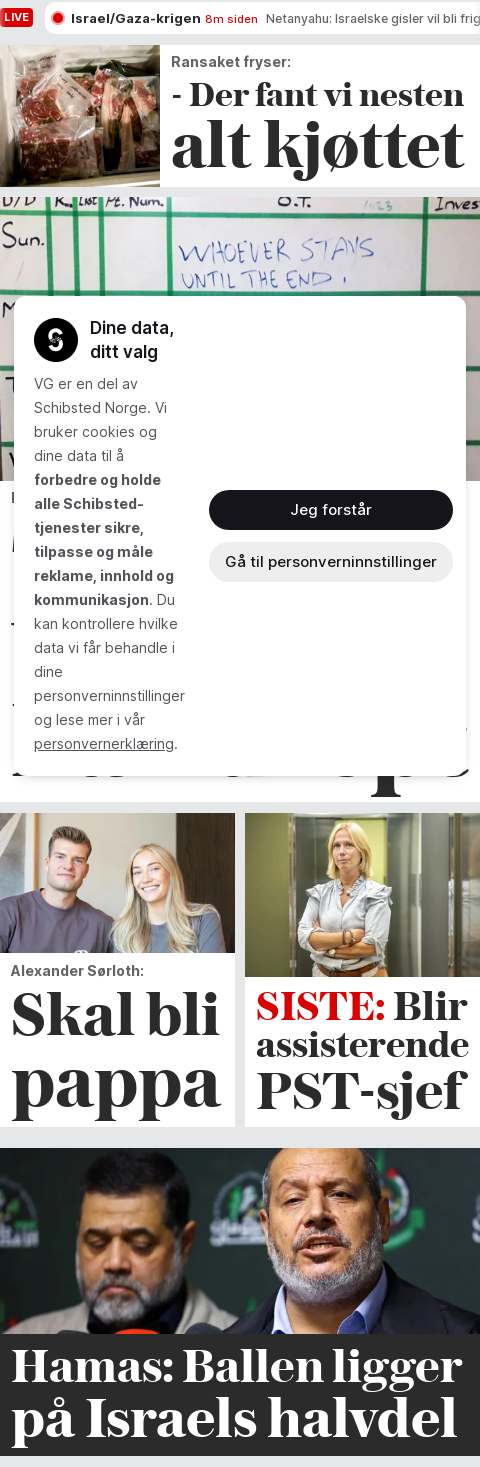 LIVE
Israel/Gaza-krigen 8m siden Netanyahu: Israelske gisler vil bli
Ransaket fryser:
- Der fant vi nesten
alt kjøttet
Pt. Num. O.T.
Sun.
WHOEVER STAYS
UNTIL THE END!
Dine data,
ditt valg
VG er en del av
Schibsted Norge. Vi
bruker cookies og
dine data til å
forbedre og holde
alle Schibsted-
tjenester sikre,
tilpasse og måle
reklame, innhold og
kommunikasjon. Du
kan kontrollere hvilke
data vi får behandle i
dine
personverninnstillinger
og lese mer i vår
personvernerklæring.
Jeg forstår
Gå til personverninnstillinger
Alexander Sørloth:
Skal bli
pappa
SISTE: Blir
assisterende
PST-sjef
Hamas: Ballen ligger
på Israels halvdel